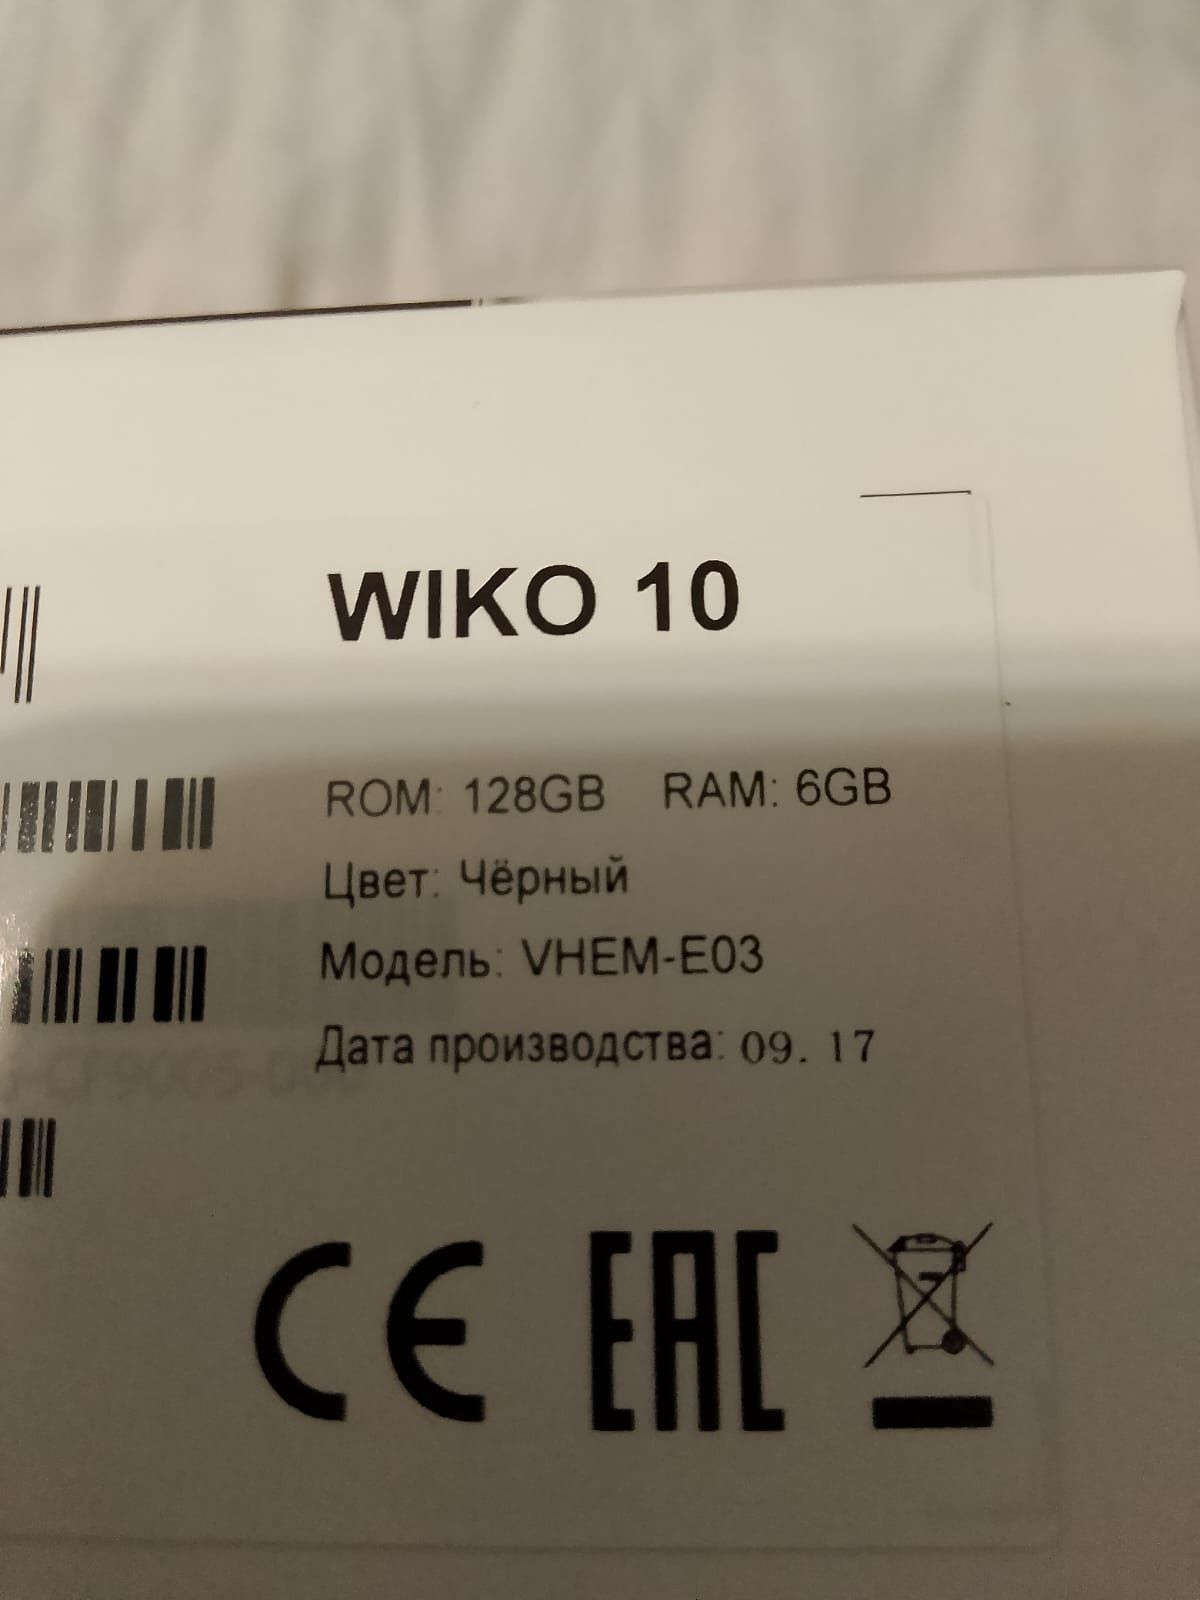 WIKO 10
ROM: 128GB RAM: 6GB
Цвет: Чёрный
Модель: VHEM-E03
Дата производства: 09. 17
CE EAC